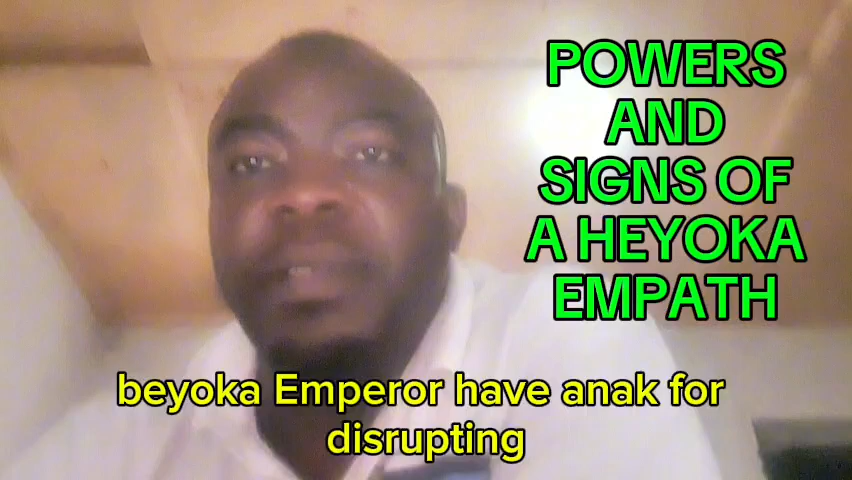 POWERS
AND
SIGNS OF
A HEYOKA
EMPATH
beyoka Emperor have anak for
disrupting